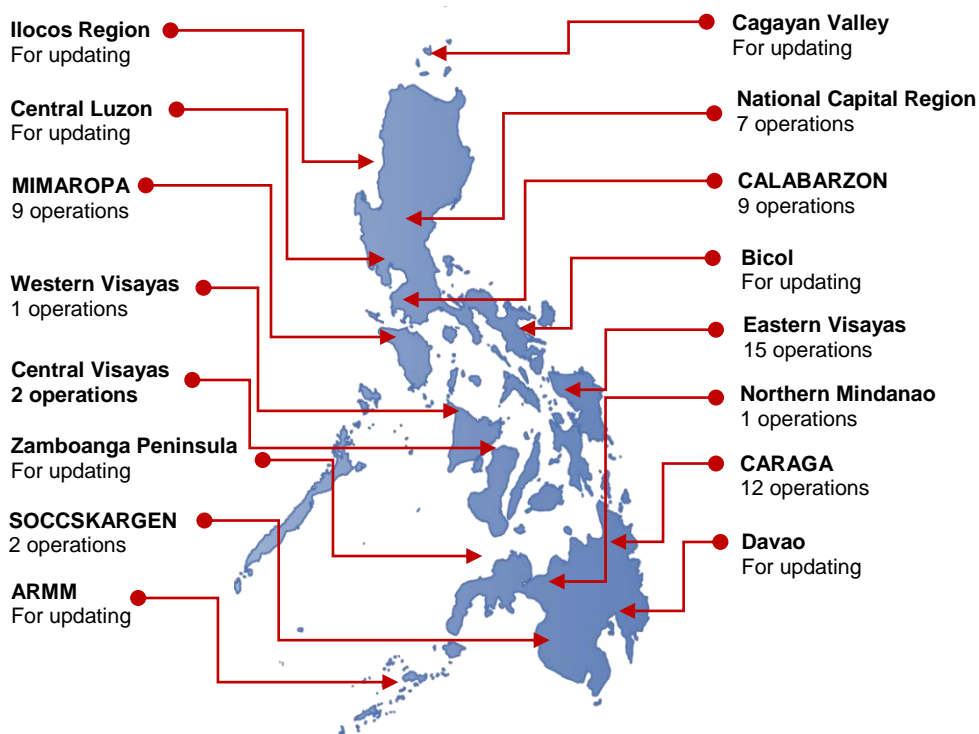 Ilocos Region
For updating
Central Luzon
For updating
MIMAROPA
9 operations
Western Visayas
1 operations
Central Visayas
2 operations
Zamboanga Peninsula
For updating
SOCCSKARGEN
2 operations
ARMM
For updating
Cagayan Valley
For updating
National Capital Region
7 operations
CALABARZON
9 operations
Bicol
For updating
Eastern Visayas
15 operations
Northern Mindanao
1 operations
CARAGA
12 operations
Davao
For updating